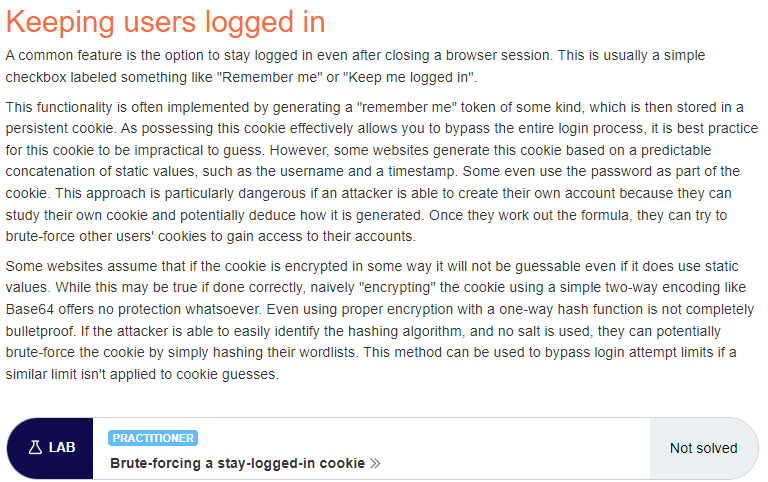 Keeping users logged in
A common feature is the option to stay logged in even after closing a browser session. This is usually a simple
checkbox labeled something like "Remember me" or "Keep me logged in".
This functionality is often implemented by generating a "remember me" token of some kind, which is then stored in a
persistent cookie. As possessing this cookie effectively allows you to bypass the entire login process, it is best practice
for this cookie to be impractical to guess. However, some websites generate this cookie based on a predictable
concatenation of static values, such as the username and a timestamp. Some even use the password as part of the
cookie. This approach is particularly dangerous if an attacker is able to create their own account because they can
study their own cookie and potentially deduce how it is generated. Once they work out the formula, they can try to
brute-force other users' cookies to gain access to their accounts.
Some websites assume that if the cookie is encrypted in some way it will not be guessable even if it does use static
values. While this may be true if done correctly, naively "encrypting" the cookie using a simple two-way encoding like
Base64 offers no protection whatsoever. Even using proper encryption with a one-way hash function is not completely
bulletproof. If the attacker is able to easily identify the hashing algorithm, and no salt is used, they can potentially
brute-force the cookie by simply hashing their wordlists. This method can be used to bypass login attempt limits if a
similar limit isn't applied to cookie guesses.
LAB
PRACTITIONER
Brute-forcing a stay-logged-in cookie »
Not solved